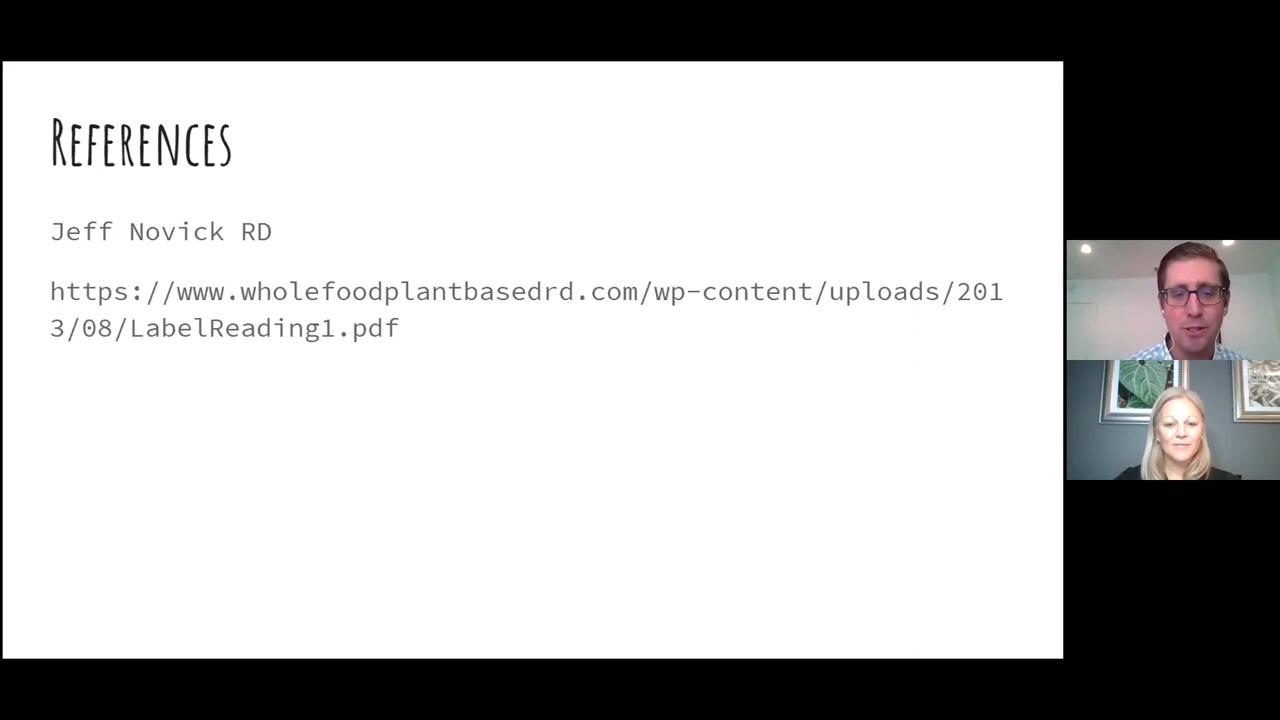 References
Jeff Novick RD
https://www.wholefoodplantbasedrd.com/wp-content/uploads/201
3/08/LabelReading1.pdf